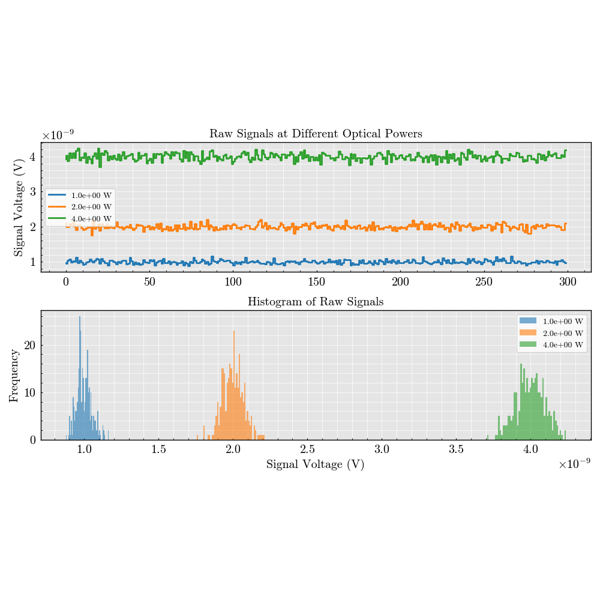 Raw Signals at Different Optical Powers
×10⁻⁹
Signal Voltage (V)
4
3
2
1
1.0e+00 W
2.0e+00 W
4.0e+00 W
0 50 100 150 200 250 300
Histogram of Raw Signals
Frequency
20
10
0
1.0e+00 W
2.0e+00 W
4.0e+00 W
1.0 1.5 2.0 2.5 3.0 3.5 4.0
Signal Voltage (V)
×10⁻⁹